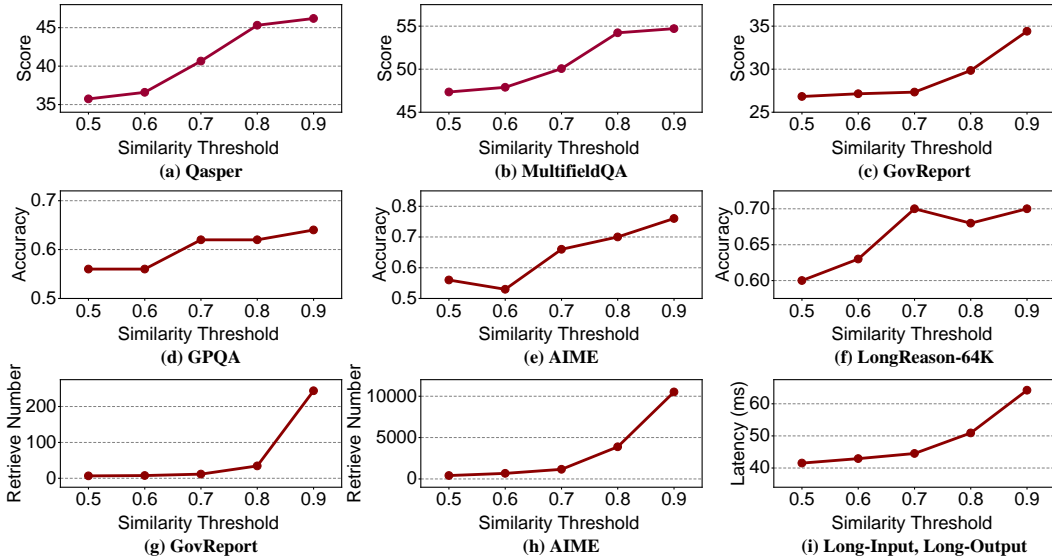 Score
45
40
35
0.5 0.6 0.7 0.8 0.9
Similarity Threshold
(a) Qasper
Score
55
50
45
0.5 0.6 0.7 0.8 0.9
Similarity Threshold
(b) MultifieldQA
Score
35
30
25
0.5 0.6 0.7 0.8 0.9
Similarity Threshold
(c) GovReport
Accuracy
0.7
0.6
0.5
0.5 0.6 0.7 0.8 0.9
Similarity Threshold
(d) GPQA
Accuracy
0.8
0.7
0.6
0.5
0.5 0.6 0.7 0.8 0.9
Similarity Threshold
(e) AIME
Accuracy
0.70
0.65
0.60
0.5 0.6 0.7 0.8 0.9
Similarity Threshold
(f) LongReason-64K
Retrieve Number
200
100
0
0.5 0.6 0.7 0.8 0.9
Similarity Threshold
(g) GovReport
Retrieve Number
10000
5000
0
0.5 0.6 0.7 0.8 0.9
Similarity Threshold
(h) AIME
Latency (ms)
60
50
40
0.5 0.6 0.7 0.8 0.9
Similarity Threshold
(i) Long-Input, Long-Output